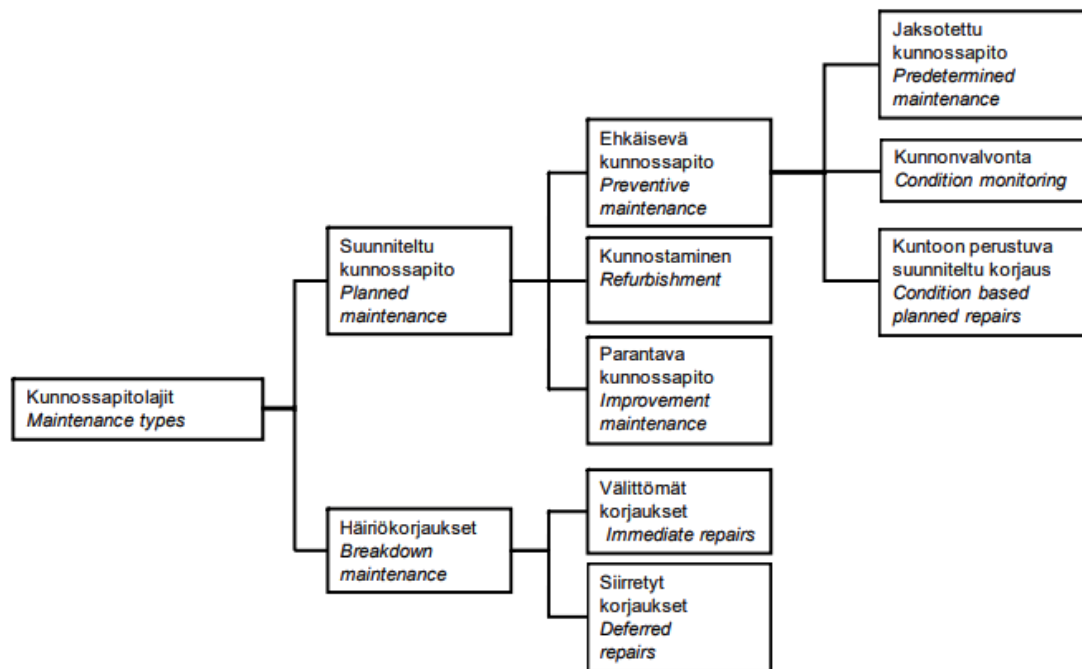 Kunnossapitolajit
Maintenance types
Suunniteltu
kunnossapito
Planned
maintenance
Häiriökorjaukset
Breakdown
maintenance
Ehkäisevä
kunnossapito
Preventive
maintenance
Kunnostaminen
Refurbishment
Parantava
kunnossapito
Improvement
maintenance
Välittömät
korjaukset
Immediate repairs
Siirretyt
korjaukset
Deferred
repairs
Jaksotettu
kunnossapito
Predetermined
maintenance
Kunnonvalvonta
Condition monitoring
Kuntoon perustuva
suunniteltu korjaus
Condition based
planned repairs